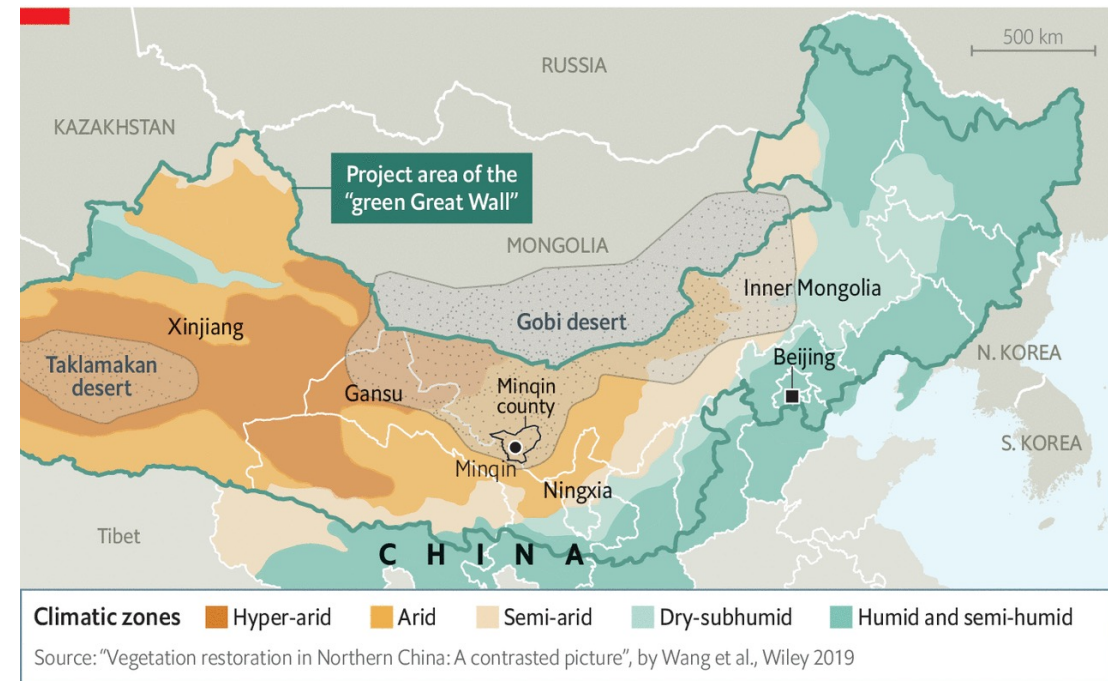 500 km
RUSSIA
KAZAKHSTAN
Project area of the
“green Great Wall”
MONGOLIA
Inner Mongolia
Gobi desert
Xinjiang
Taklamakan
desert
Beijing
N. KOREA
Gansu
Minqin
county
S. KOREA
Minqin
Ningxia
Tibet
CHINA
Climatic zones Hyper-arid Arid Semi-arid Dry-subhumid Humid and semi-humid
Source: “Vegetation restoration in Northern China: A contrasted picture”, by Wang et al., Wiley 2019